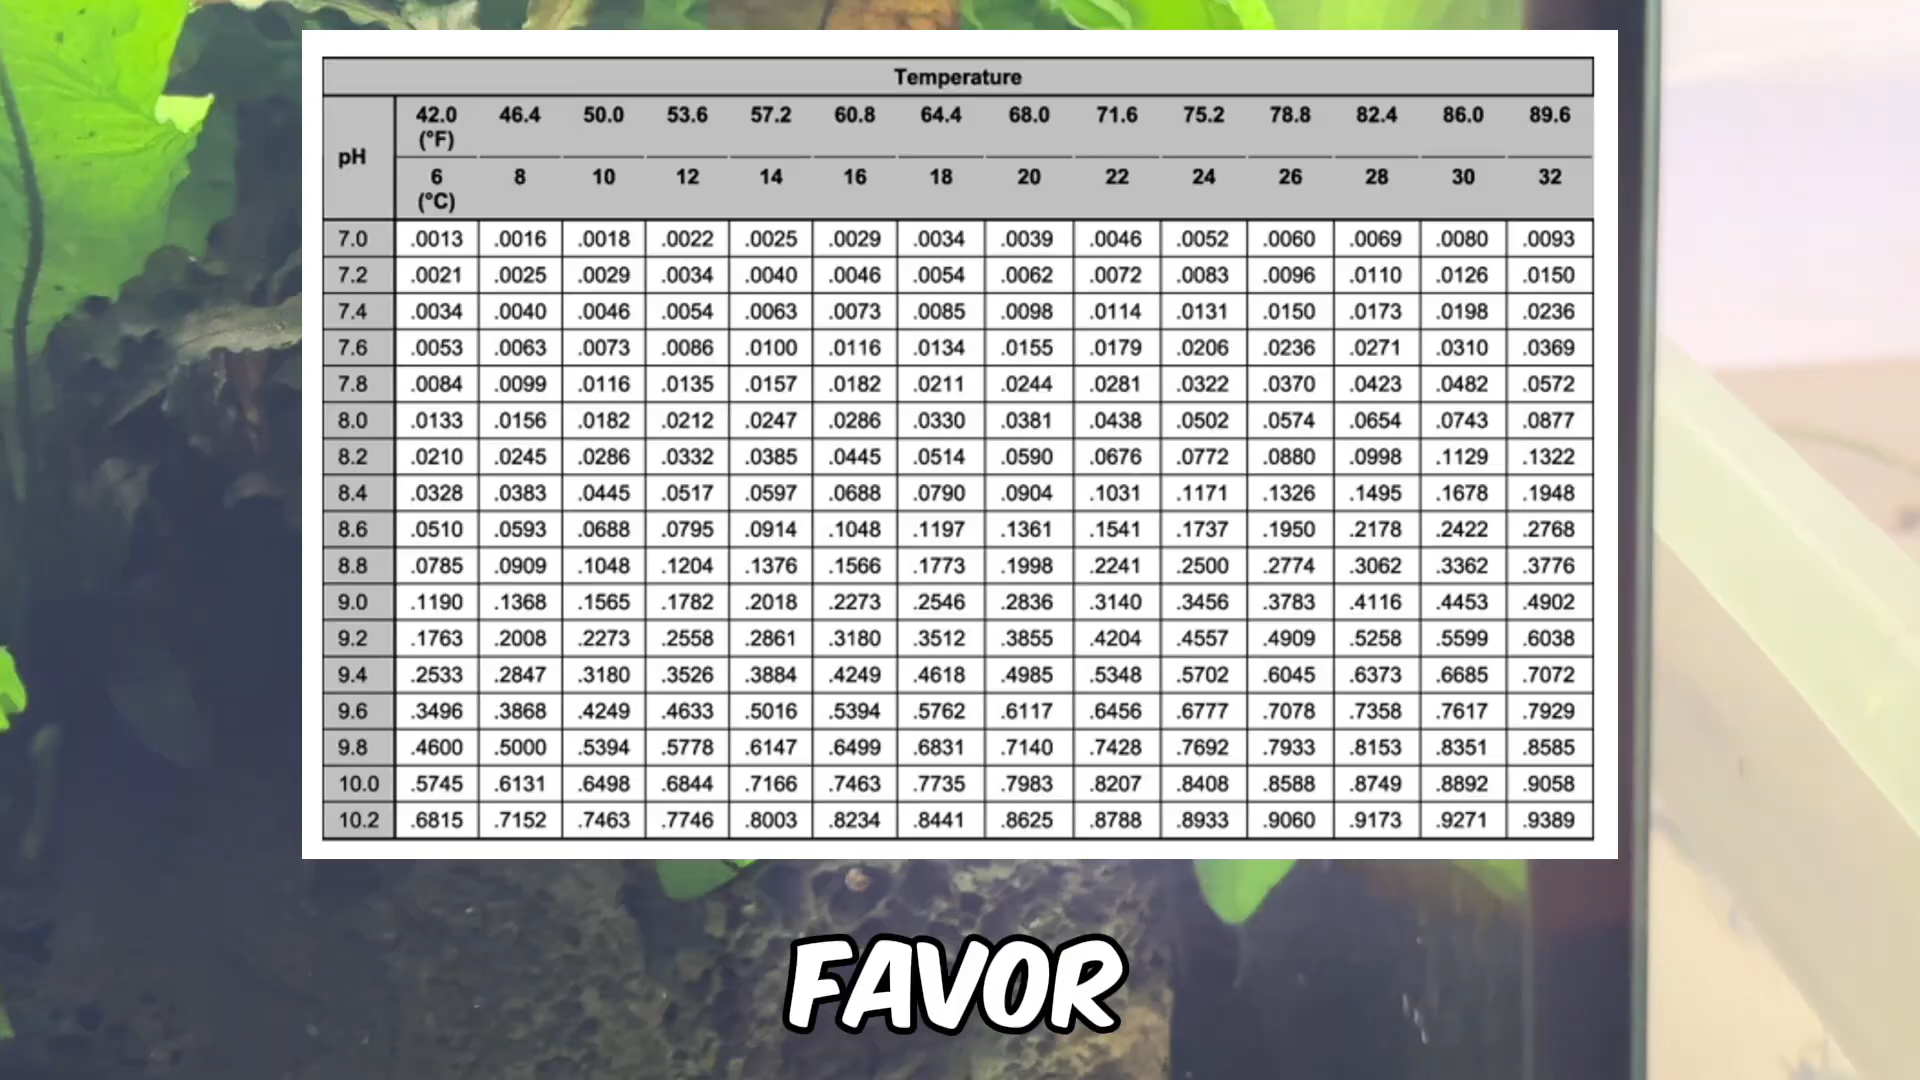 Temperature
pH 42.0 (°F) 46.4 50.0 53.6 57.2 60.8 64.4 68.0 71.6 75.2 78.8 82.4 86.0 89.6
6 (°C) 8 10 12 14 16 18 20 22 24 26 28 30 32
7.0 .0013 .0016 .0018 .0022 .0025 .0029 .0034 .0039 .0046 .0052 .0060 .0069 .0080 .0093
7.2 .0021 .0025 .0029 .0034 .0040 .0046 .0054 .0062 .0072 .0083 .0096 .0110 .0126 .0150
7.4 .0034 .0040 .0046 .0054 .0063 .0073 .0085 .0098 .0114 .0131 .0150 .0173 .0198 .0236
7.6 .0053 .0063 .0073 .0086 .0100 .0116 .0134 .0155 .0179 .0206 .0236 .0271 .0310 .0369
7.8 .0084 .0099 .0116 .0135 .0157 .0182 .0211 .0244 .0281 .0322 .0370 .0423 .0482 .0572
8.0 .0133 .0156 .0182 .0212 .0247 .0286 .0330 .0381 .0438 .0502 .0574 .0654 .0743 .0877
8.2 .0210 .0245 .0286 .0332 .0385 .0445 .0514 .0590 .0676 .0772 .0880 .0998 .1129 .1322
8.4 .0328 .0383 .0445 .0517 .0597 .0688 .0790 .0904 .1031 .1171 .1326 .1495 .1678 .1948
8.6 .0510 .0593 .0688 .0795 .0914 .1048 .1197 .1361 .1541 .1737 .1950 .2178 .2422 .2768
8.8 .0785 .0909 .1048 .1204 .1376 .1566 .1773 .1998 .2241 .2500 .2774 .3062 .3362 .3776
9.0 .1190 .1368 .1565 .1782 .2018 .2273 .2546 .2836 .3140 .3456 .3783 .4116 .4453 .4902
9.2 .1763 .2008 .2273 .2558 .2861 .3180 .3512 .3855 .4204 .4557 .4909 .5258 .5599 .6038
9.4 .2533 .2847 .3180 .3526 .3884 .4249 .4618 .4985 .5348 .5702 .6045 .6373 .6685 .7072
9.6 .3496 .3868 .4249 .4633 .5016 .5394 .5762 .6117 .6456 .6777 .7078 .7358 .7617 .7929
9.8 .4600 .5000 .5394 .5778 .6147 .6499 .6831 .7140 .7428 .7692 .7933 .8153 .8351 .8585
10.0 .5745 .6131 .6498 .6844 .7166 .7463 .7735 .7983 .8207 .8408 .8588 .8749 .8892 .9058
10.2 .6815 .7152 .7463 .7746 .8003 .8234 .8441 .8625 .8788 .8933 .9060 .9173 .9271 .9389
FAVOR